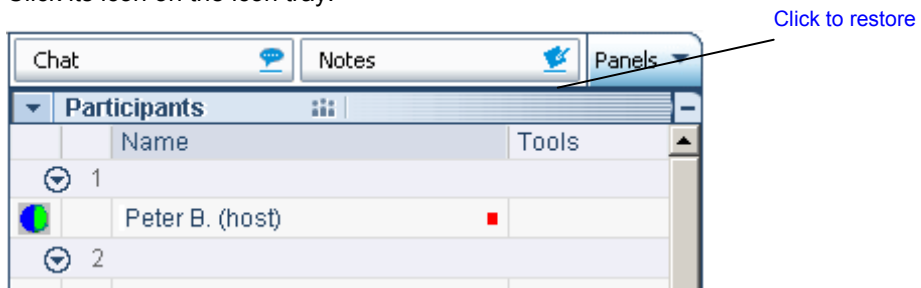 Click its icon on the icon tray.
Click to restore
Chat Notes Panels
Participants
Name Tools
1
Peter B. (host)
2